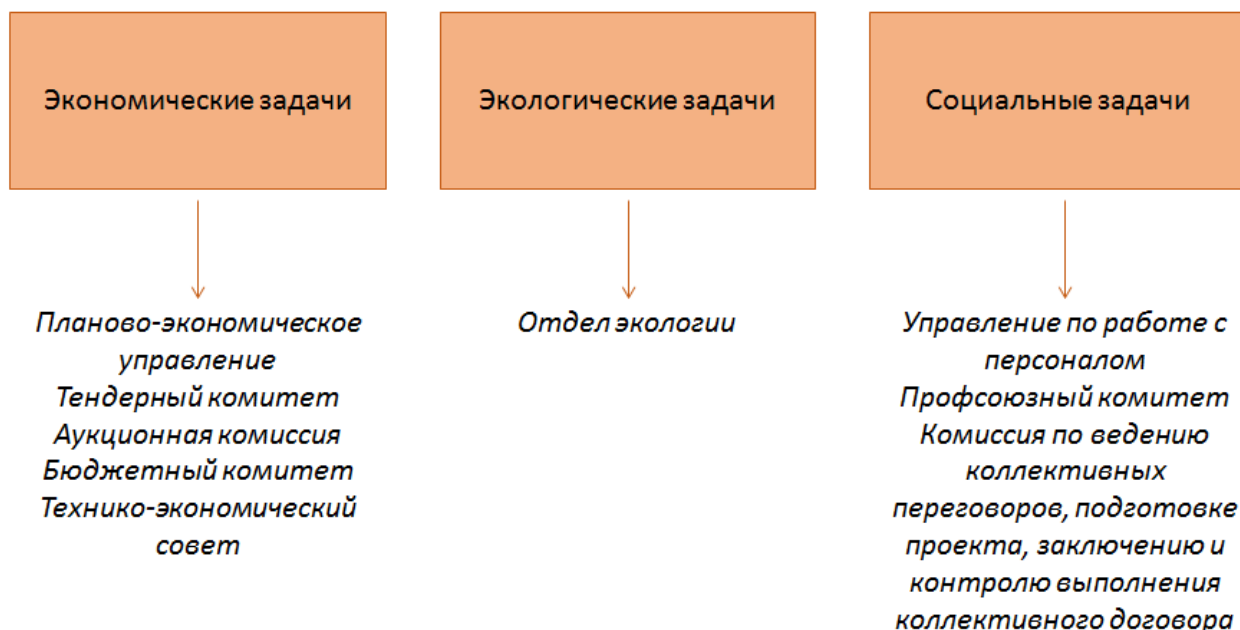 Экономические задачи
Экологические задачи
Социальные задачи
Планово-экономическое
управление
Тендерный комитет
Аукционная комиссия
Бюджетный комитет
Технико-экономический
совет
Отдел экологии
Управление по работе с
персоналом
Профсоюзный комитет
Комиссия по ведению
коллективных
переговоров, подготовке
проекта, заключению и
контролю выполнения
коллективного договора